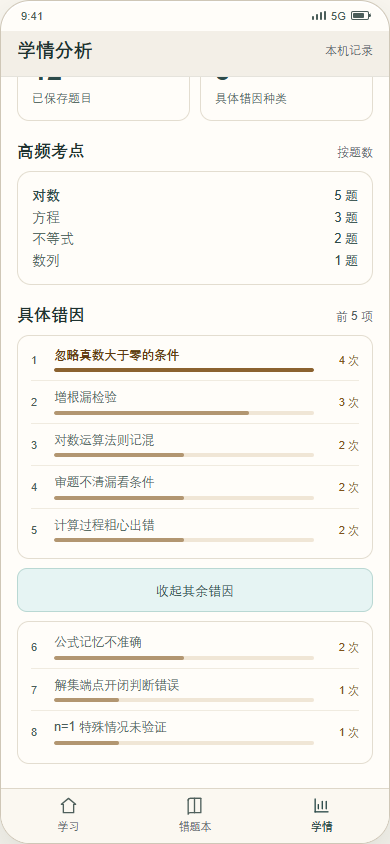 9:41
5G
学情分析
本机记录
已保存题目
具体错因种类
高频考点
按题数
对数
5 题
方程
3 题
不等式
2 题
数列
1 题
具体错因
前 5 项
1
忽略真数大于零的条件
4 次
2
增根漏检验
3 次
3
对数运算法则记混
2 次
4
审题不清漏看条件
2 次
5
计算过程粗心出错
2 次
收起其余错因
6
公式记忆不准确
2 次
7
解集端点开闭判断错误
1 次
8
n=1 特殊情况未验证
1 次
学习
错题本
学情